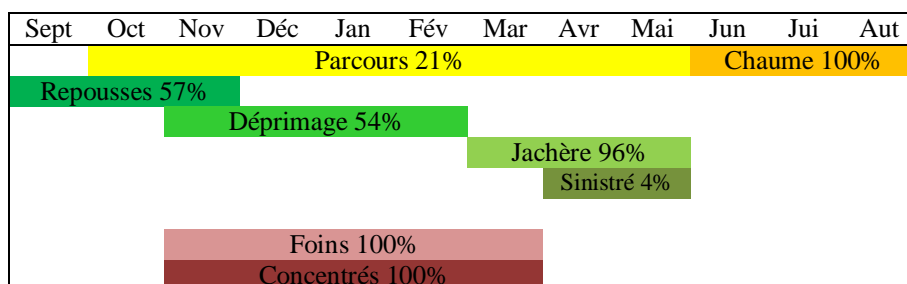 Sept Oct Nov Déc Jan Fév Mar Avr Mai Jun Jui Aut
Parcours 21% Chaume 100%
Repousses 57%
Déprimage 54%
Jachère 96%
Sinistré 4%
Foins 100%
Concentrés 100%